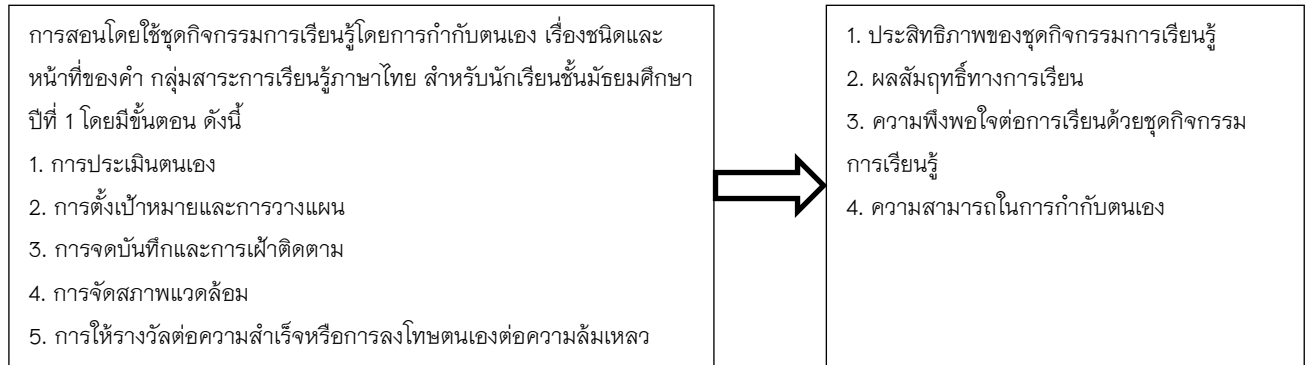 การสอนโดยใช้ชุดกิจกรรมการเรียนรู้โดยการกำกับตนเอง เรื่องชนิดและ
หน้าที่ของคำ กลุ่มสาระการเรียนรู้ภาษาไทย สำหรับนักเรียนชั้นมัธยมศึกษา
ปีที่ 1 โดยมีขั้นตอน ดังนี้
1. การประเมินตนเอง
2. การตั้งเป้าหมายและการวางแผน
3. การจดบันทึกและการเฝ้าติดตาม
4. การจัดสภาพแวดล้อม
5. การให้รางวัลต่อความสำเร็จหรือการลงโทษตนเองต่อความล้มเหลว
1. ประสิทธิภาพของชุดกิจกรรมการเรียนรู้
2. ผลสัมฤทธิ์ทางการเรียน
3. ความพึงพอใจต่อการเรียนด้วยชุดกิจกรรม
การเรียนรู้
4. ความสามารถในการกำกับตนเอง